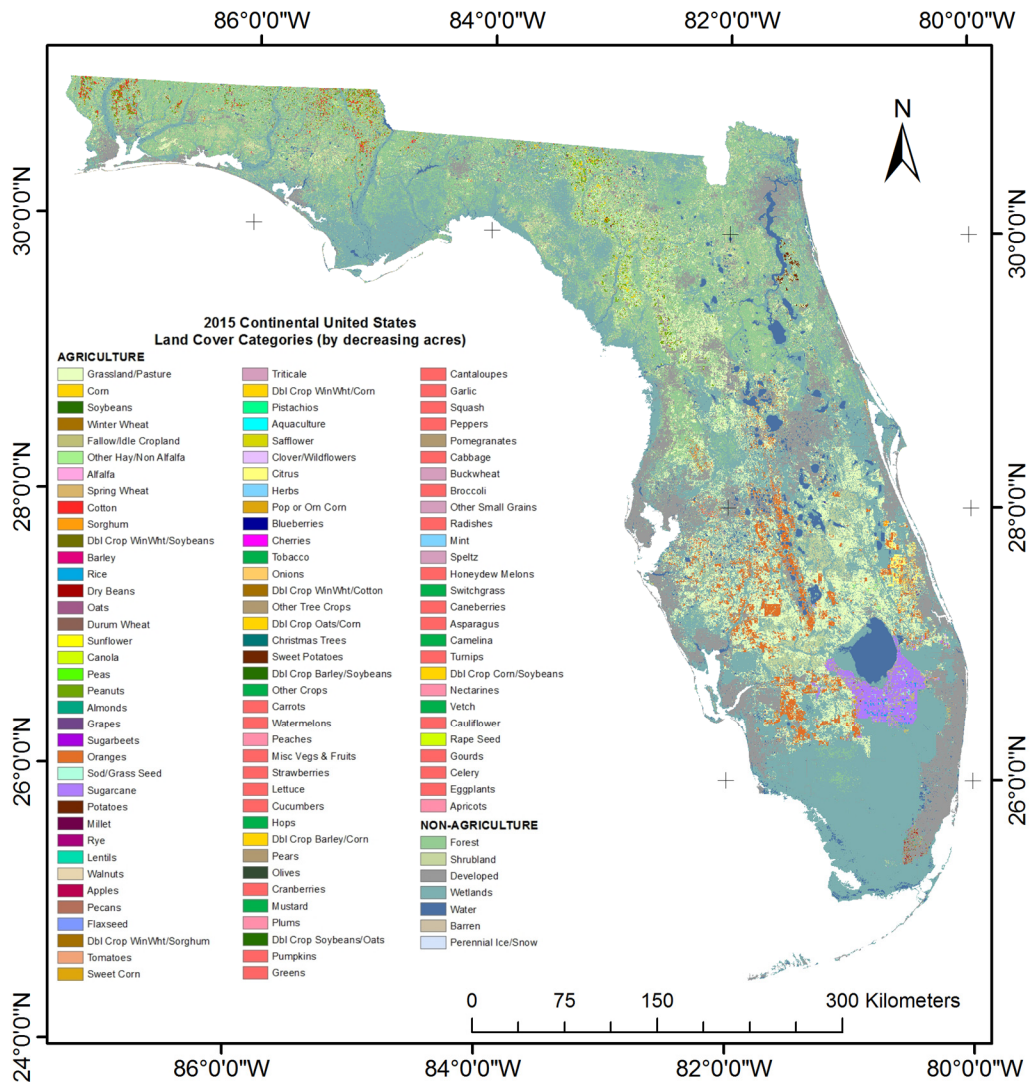 86°0'0"W 84°0'0"W 82°0'0"W 80°0'0"W
N
30°0'0"N
30°0'0"N
28°0'0"N
28°0'0"N
26°0'0"N
26°0'0"N
24°0'0"N
2015 Continental United States
Land Cover Categories (by decreasing acres)
AGRICULTURE
Grassland/Pasture
Corn
Soybeans
Winter Wheat
Fallow/Idle Cropland
Other Hay/Non Alfalfa
Alfalfa
Spring Wheat
Cotton
Sorghum
Dbl Crop WinWht/Soybeans
Barley
Rice
Dry Beans
Oats
Durum Wheat
Sunflower
Canola
Peas
Peanuts
Almonds
Grapes
Sugarbeets
Oranges
Sod/Grass Seed
Sugarcane
Potatoes
Millet
Rye
Lentils
Walnuts
Apples
Pecans
Flaxseed
Dbl Crop WinWht/Sorghum
Tomatoes
Sweet Corn
Triticale
Dbl Crop WinWht/Corn
Pistachios
Aquaculture
Safflower
Clover/Wildflowers
Citrus
Herbs
Pop or Orn Corn
Blueberries
Cherries
Tobacco
Onions
Dbl Crop WinWht/Cotton
Other Tree Crops
Dbl Crop Oats/Corn
Christmas Trees
Sweet Potatoes
Dbl Crop Barley/Soybeans
Other Crops
Carrots
Watermelons
Peaches
Misc Vegs & Fruits
Strawberries
Lettuce
Cucumbers
Hops
Dbl Crop Barley/Corn
Pears
Olives
Cranberries
Mustard
Plums
Dbl Crop Soybeans/Oats
Pumpkins
Greens
Cantaloupes
Garlic
Squash
Peppers
Pomegranates
Cabbage
Buckwheat
Broccoli
Other Small Grains
Radishes
Mint
Speltz
Honeydew Melons
Switchgrass
Caneberries
Asparagus
Camelina
Turnips
Dbl Crop Corn/Soybeans
Nectarines
Vetch
Cauliflower
Rape Seed
Gourds
Celery
Eggplants
Apricots
NON-AGRICULTURE
Forest
Shrubland
Developed
Wetlands
Water
Barren
Perennial Ice/Snow
0 75 150 300 Kilometers
86°0'0"W 84°0'0"W 82°0'0"W 80°0'0"W